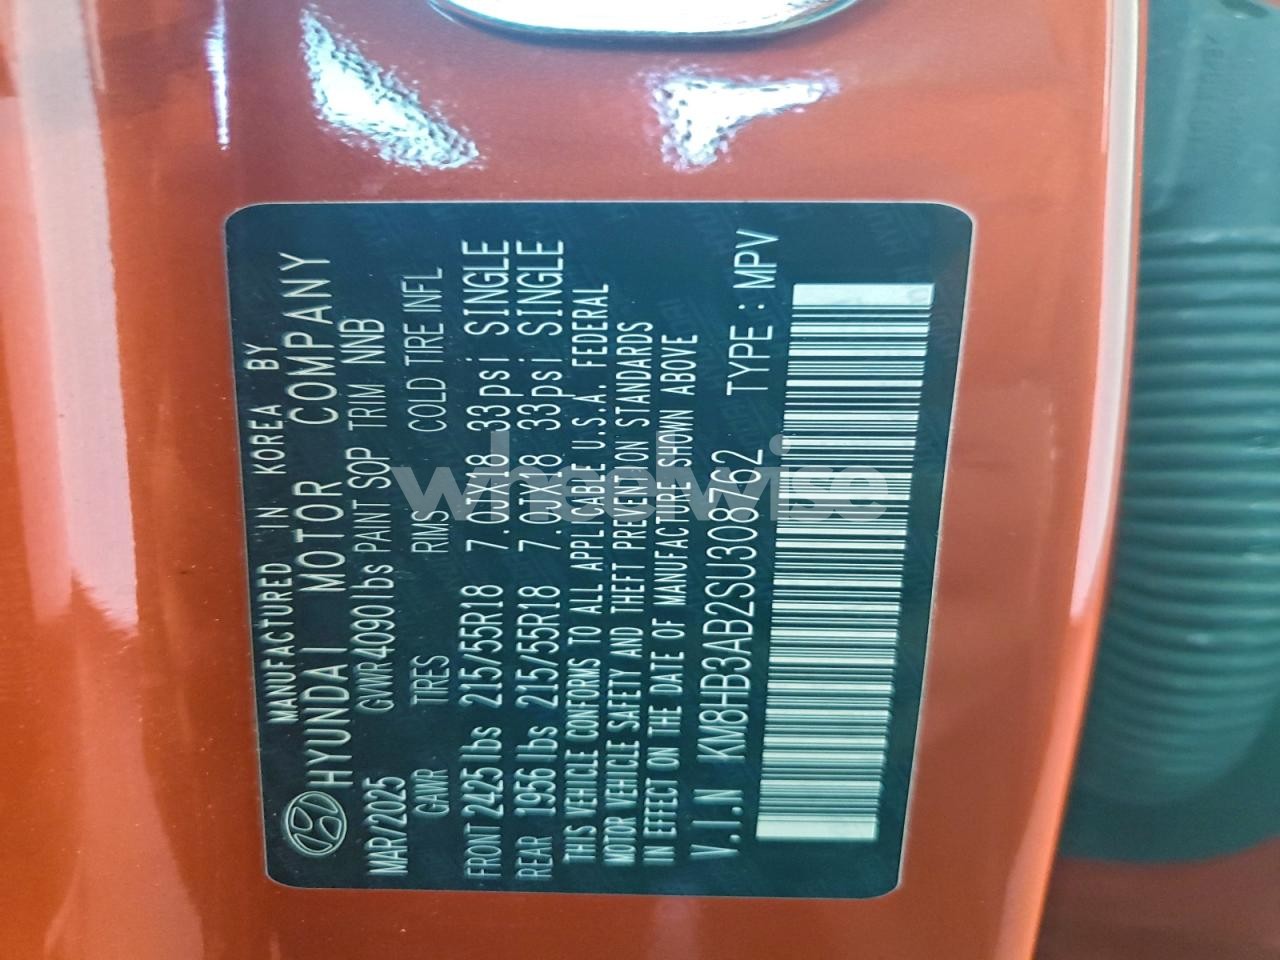 MANUFACTURED IN KOREA BY
HYUNDAI MOTOR COMPANY
MAR/2025 GVWR 4090 lbs PAINT SOP TRIM NNB
GAWR TIRES RIMS COLD TIRE INFL
FRONT 2425 lbs 215/55R18 7.0JX18 33psi SINGLE
REAR 1956 lbs 215/55R18 7.0JX18 33psi SINGLE
THIS VEHICLE CONFORMS TO ALL APPLICABLE U.S.A. FEDERAL
MOTOR VEHICLE SAFETY AND THEFT PREVENTION STANDARDS
IN EFFECT ON THE DATE OF MANUFACTURE SHOWN ABOVE
V.I.N KM8HB3AB2SU308762 TYPE : MPV
wheelwise